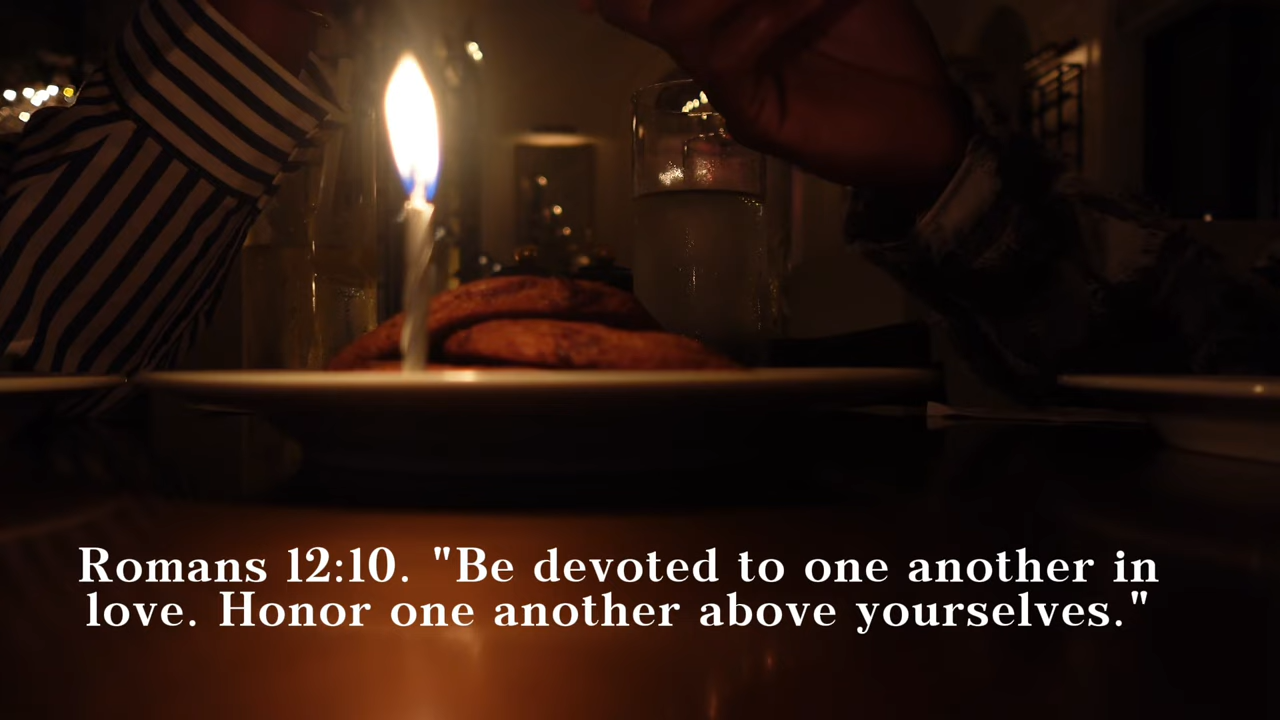 Romans 12:10. "Be devoted to one another in
love. Honor one another above yourselves."